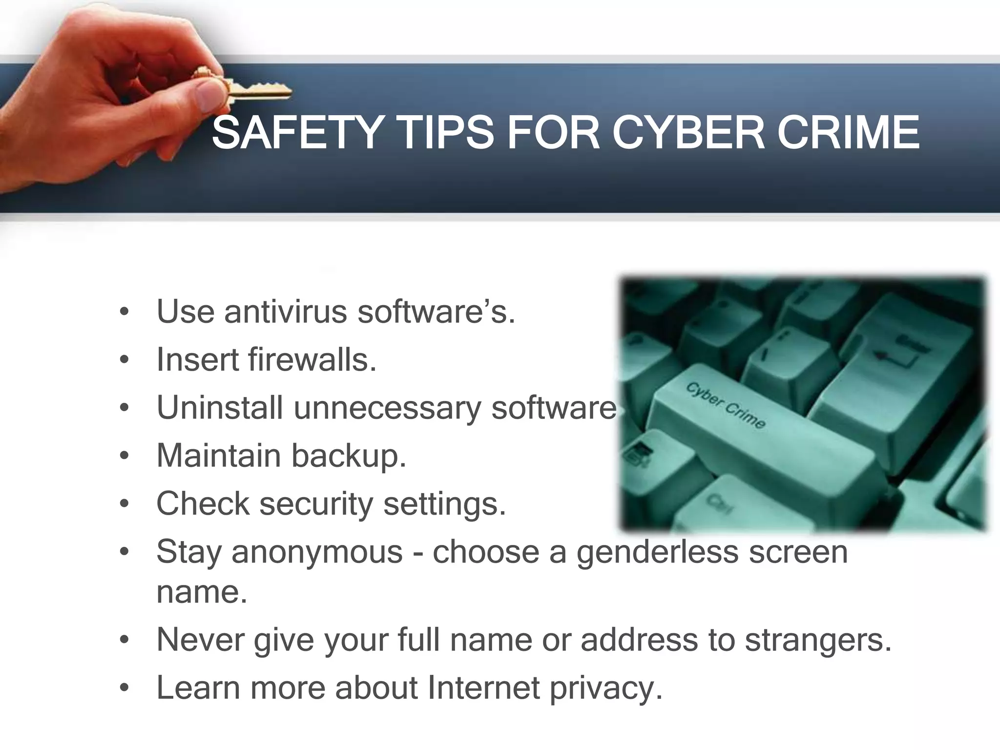 SAFETY TIPS FOR CYBER CRIME
• Use antivirus software’s.
• Insert firewalls.
• Uninstall unnecessary software
• Maintain backup.
• Check security settings.
• Stay anonymous - choose a genderless screen
name.
• Never give your full name or address to strangers.
• Learn more about Internet privacy.
Enter
Cyber Crime
Ctrl